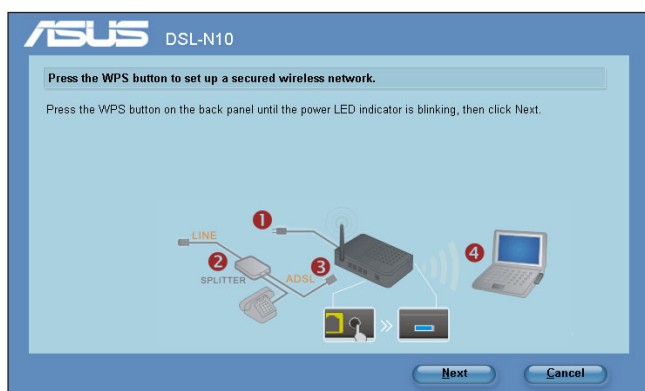 ASUS DSL-N10
Press the WPS button to set up a secured wireless network.
Press the WPS button on the back panel until the power LED indicator is blinking, then click Next.
1
LINE
2
SPLITTER
3
ADSL
4
Next Cancel